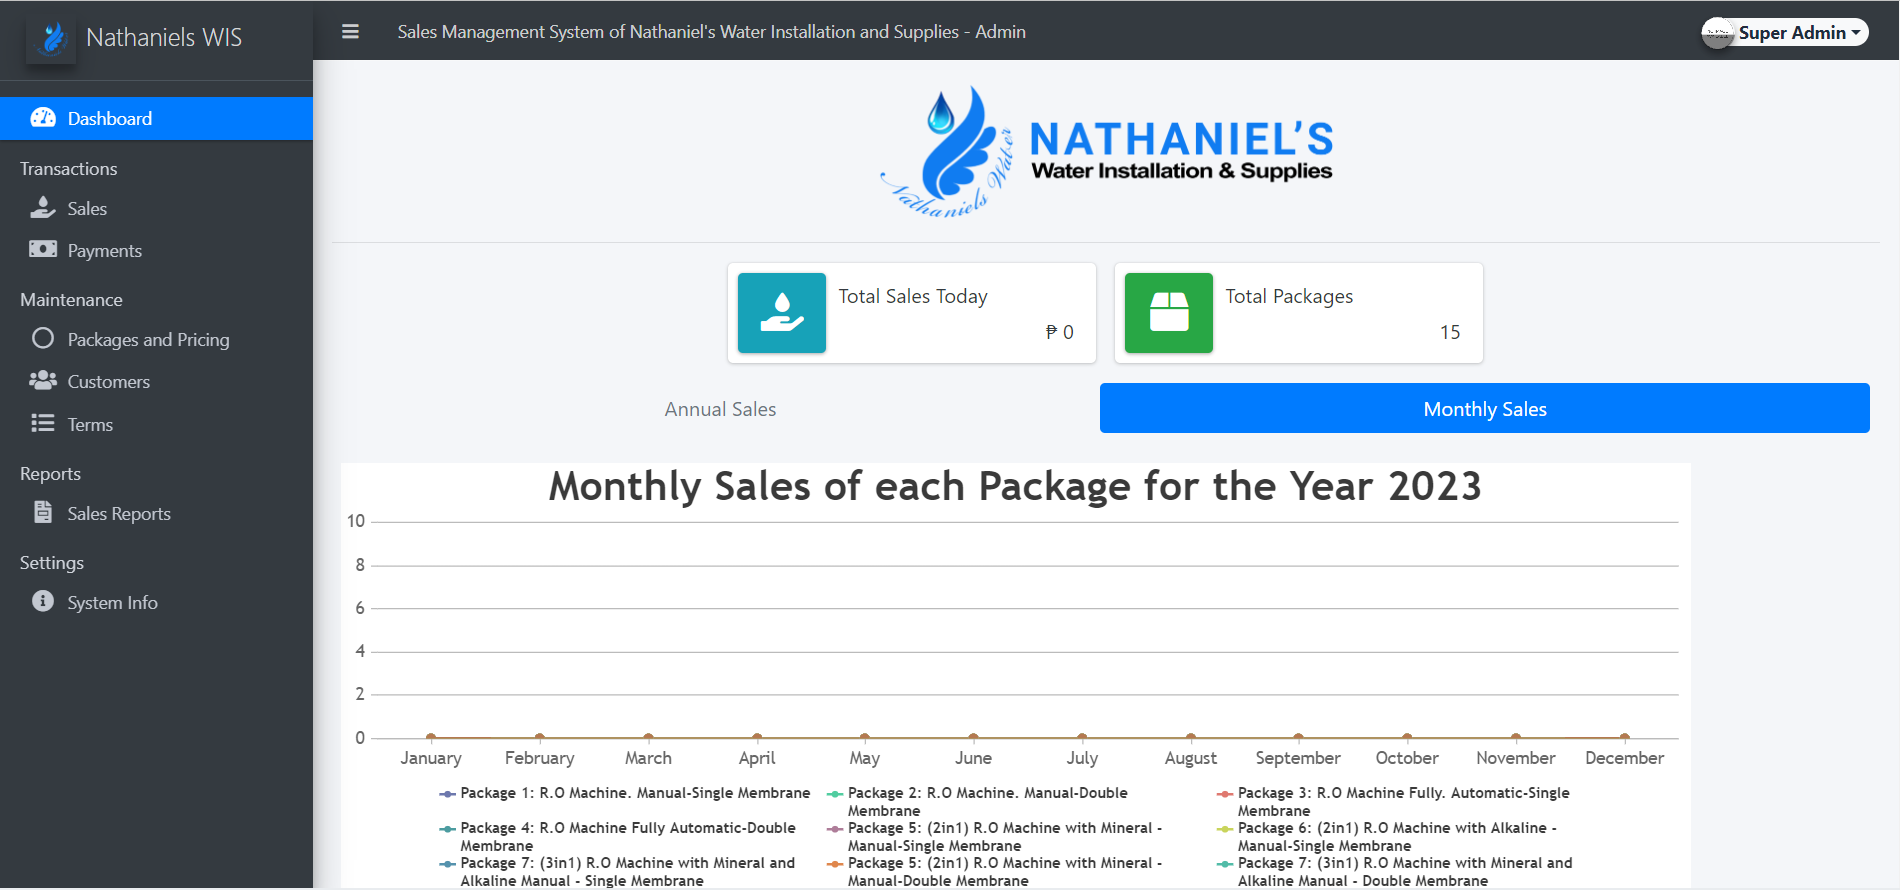 Nathaniels WIS
Sales Management System of Nathaniel's Water Installation and Supplies - Admin
Super Admin
Dashboard
Transactions
Sales
Payments
Maintenance
Packages and Pricing
Customers
Terms
Reports
Sales Reports
Settings
System Info
Nathaniels Water
NATHANIEL'S
Water Installation & Supplies
Total Sales Today
₱ 0
Total Packages
15
Annual Sales
Monthly Sales
Monthly Sales of each Package for the Year 2023
10
8
6
4
2
0
January February March April May June July August September October November December
Package 1: R.O Machine. Manual-Single Membrane
Package 2: R.O Machine. Manual-Double
Membrane
Package 3: R.O Machine Fully. Automatic-Single
Membrane
Package 4: R.O Machine Fully Automatic-Double
Membrane
Package 5: (2in1) R.O Machine with Mineral -
Manual-Single Membrane
Package 6: (2in1) R.O Machine with Alkaline -
Manual-Single Membrane
Package 7: (3in1) R.O Machine with Mineral and
Alkaline Manual - Single Membrane
Package 5: (2in1) R.O Machine with Mineral -
Manual-Double Membrane
Package 7: (3in1) R.O Machine with Mineral and
Alkaline Manual - Double Membrane